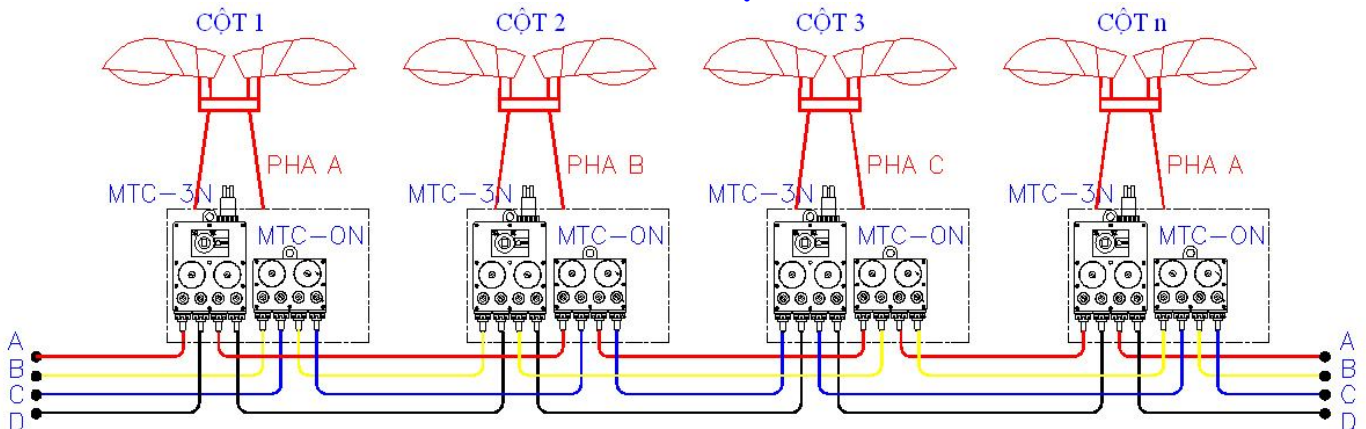 CỘT 1 CỘT 2 CỘT 3 CỘT n
PHA A PHA B PHA C PHA A
MTC-3N MTC-3N MTC-3N MTC-3N
MTC-ON MTC-ON MTC-ON MTC-ON
A A
B B
C C
D D